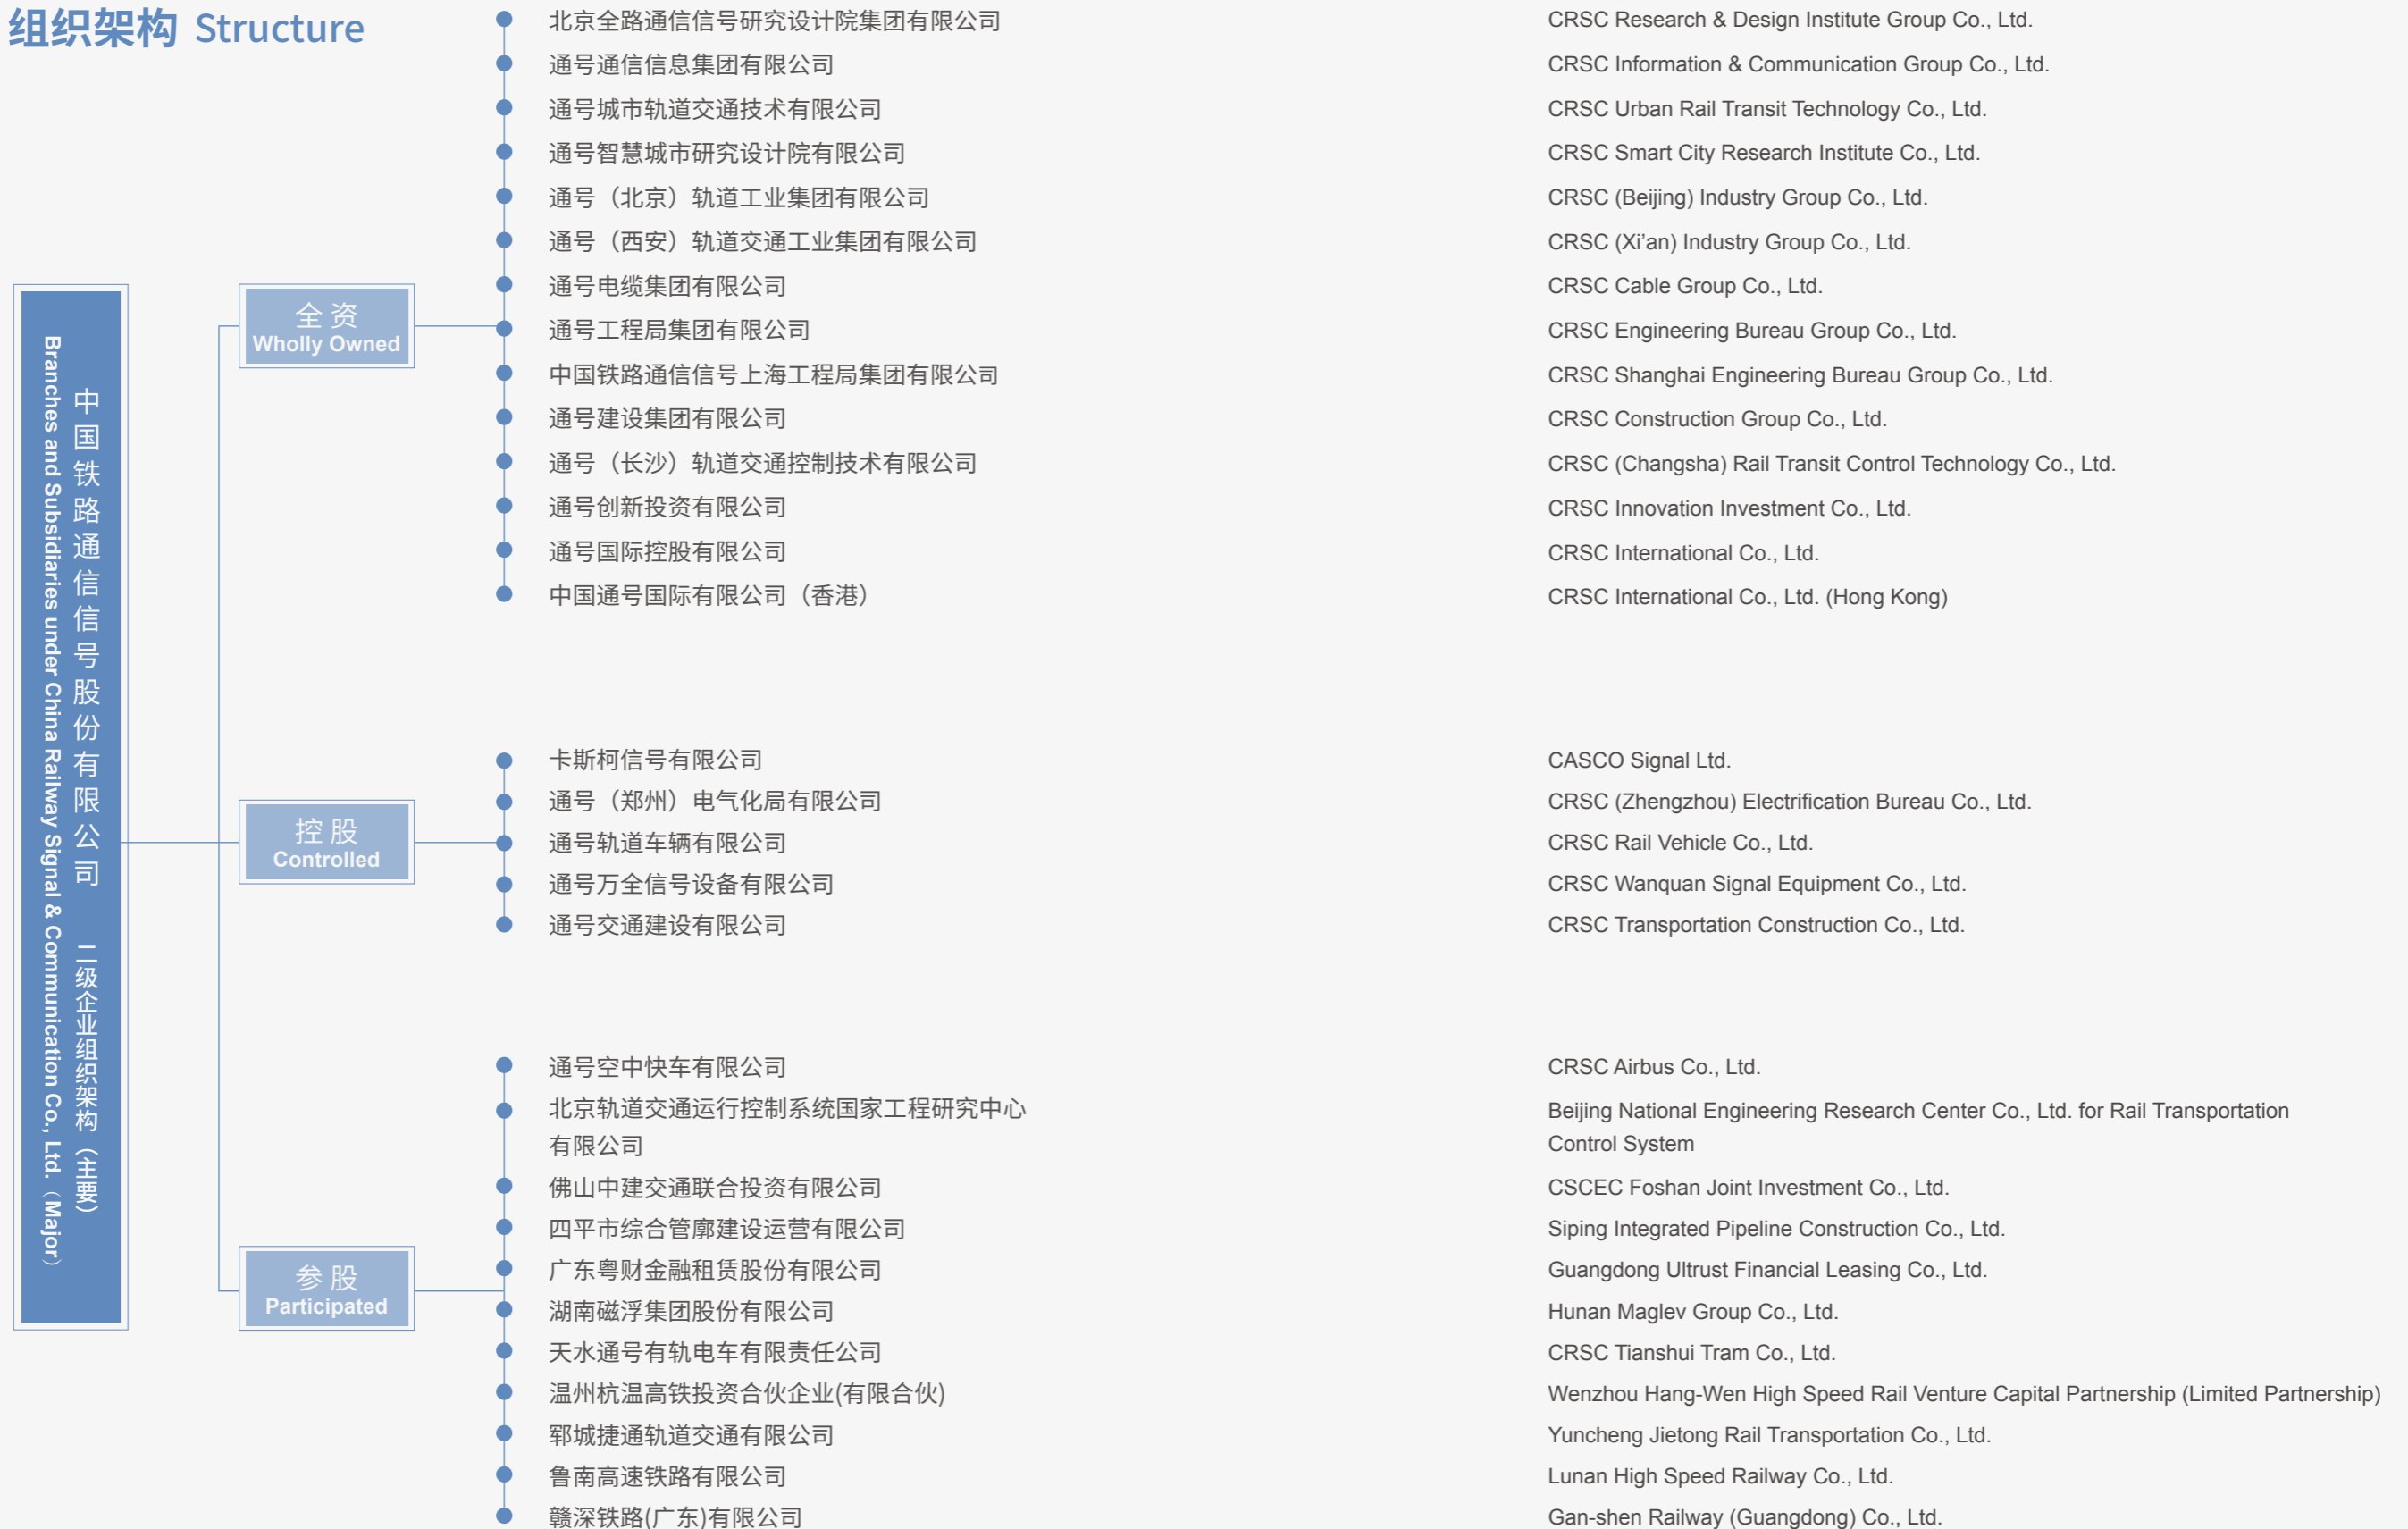 组织架构 Structure
中国铁路通信信号股份有限公司 二级企业组织架构（主要）
Branches and Subsidiaries under China Railway Signal & Communication Co., Ltd.（Major）
全资
Wholly Owned
北京全路通信信号研究设计院集团有限公司 CRSC Research & Design Institute Group Co., Ltd.
通号通信信息集团有限公司 CRSC Information & Communication Group Co., Ltd.
通号城市轨道交通技术有限公司 CRSC Urban Rail Transit Technology Co., Ltd.
通号智慧城市研究设计院有限公司 CRSC Smart City Research Institute Co., Ltd.
通号（北京）轨道工业集团有限公司 CRSC (Beijing) Industry Group Co., Ltd.
通号（西安）轨道交通工业集团有限公司 CRSC (Xi’an) Industry Group Co., Ltd.
通号电缆集团有限公司 CRSC Cable Group Co., Ltd.
通号工程局集团有限公司 CRSC Engineering Bureau Group Co., Ltd.
中国铁路通信信号上海工程局集团有限公司 CRSC Shanghai Engineering Bureau Group Co., Ltd.
通号建设集团有限公司 CRSC Construction Group Co., Ltd.
通号（长沙）轨道交通控制技术有限公司 CRSC (Changsha) Rail Transit Control Technology Co., Ltd.
通号创新投资有限公司 CRSC Innovation Investment Co., Ltd.
通号国际控股有限公司 CRSC International Co., Ltd.
中国通号国际有限公司（香港） CRSC International Co., Ltd. (Hong Kong)
控股
Controlled
卡斯柯信号有限公司 CASCO Signal Ltd.
通号（郑州）电气化局有限公司 CRSC (Zhengzhou) Electrification Bureau Co., Ltd.
通号轨道车辆有限公司 CRSC Rail Vehicle Co., Ltd.
通号万全信号设备有限公司 CRSC Wanquan Signal Equipment Co., Ltd.
通号交通建设有限公司 CRSC Transportation Construction Co., Ltd.
参股
Participated
通号空中快车有限公司 CRSC Airbus Co., Ltd.
北京轨道交通运行控制系统国家工程研究中心 Beijing National Engineering Research Center Co., Ltd. for Rail Transportation
有限公司 Control System
佛山中建交通联合投资有限公司 CSCEC Foshan Joint Investment Co., Ltd.
四平市综合管廓建设运营有限公司 Siping Integrated Pipeline Construction Co., Ltd.
广东粤财金融租赁股份有限公司 Guangdong Ultrust Financial Leasing Co., Ltd.
湖南磁浮集团股份有限公司 Hunan Maglev Group Co., Ltd.
天水通号有轨电车有限责任公司 CRSC Tianshui Tram Co., Ltd.
温州杭温高铁投资合伙企业(有限合伙) Wenzhou Hang-Wen High Speed Rail Venture Capital Partnership (Limited Partnership)
郓城捷通轨道交通有限公司 Yuncheng Jietong Rail Transportation Co., Ltd.
鲁南高速铁路有限公司 Lunan High Speed Railway Co., Ltd.
赣深铁路(广东)有限公司 Gan-shen Railway (Guangdong) Co., Ltd.